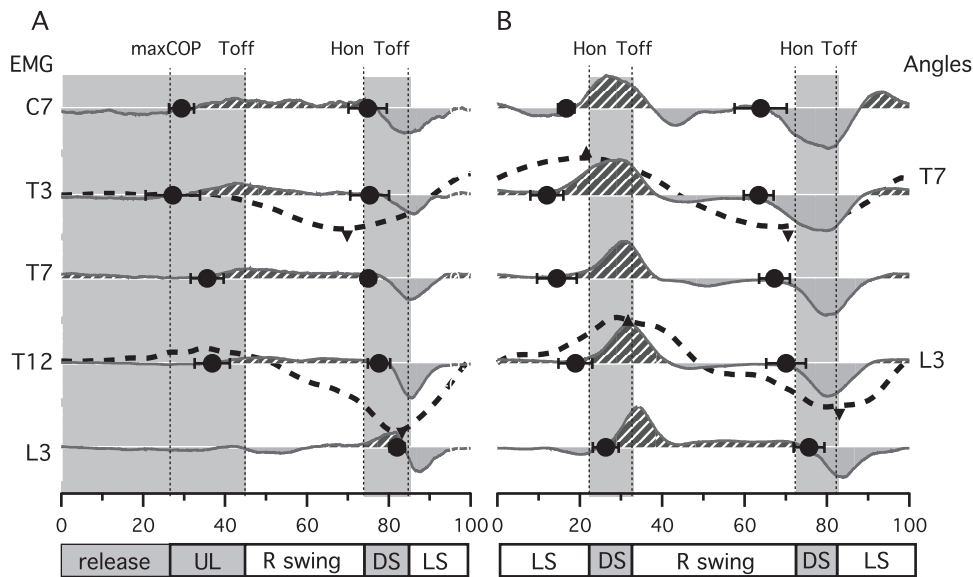 A B
maxCOP Toff Hon Toff Hon Toff Hon Toff
EMG Angles
C7
T3 T7
T7
T12 L3
L3
0 20 40 60 80 100 0 20 40 60 80 100
release UL R swing DS LS LS DS R swing DS LS